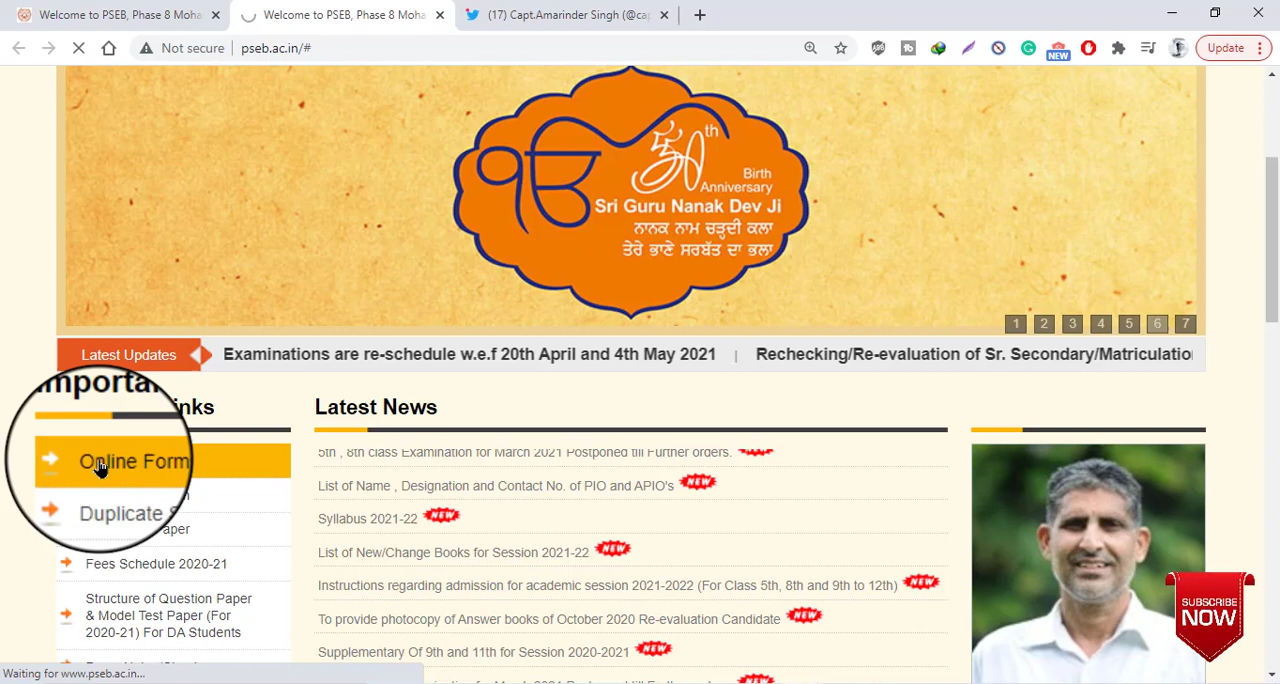 Welcome to PSEB, Phase 8 Moha
Welcome to PSEB, Phase 8 Moha
(17) Capt.Amarinder Singh (@cap
Not secure
pseb.ac.in/#
NEW
Update
th
Birth
Anniversary
Sri Guru Nanak Dev Ji
ਨਾਨਕ ਨਾਮ ਚੜ੍ਹਦੀ ਕਲਾ
ਤੇਰੇ ਭਾਣੇ ਸਰਬੱਤ ਦਾ ਭਲਾ
1 2 3 4 5 6 7
Latest Updates
Examinations are re-schedule w.e.f 20th April and 4th May 2021 | Rechecking/Re-evaluation of Sr. Secondary/Matriculatio
Importa
inks
Online Form
Duplicate
aper
Fees Schedule 2020-21
Structure of Question Paper
& Model Test Paper (For
2020-21) For DA Students
Latest News
5th , 8th class Examination for March 2021 Postponed till Further orders.
List of Name , Designation and Contact No. of PIO and APIO's NEW
Syllabus 2021-22 NEW
List of New/Change Books for Session 2021-22 NEW
Instructions regarding admission for academic session 2021-2022 (For Class 5th, 8th and 9th to 12th) NEW
To provide photocopy of Answer books of October 2020 Re-evaluation Candidate NEW
Supplementary Of 9th and 11th for Session 2020-2021 NEW
SUBSCRIBE
NOW
Waiting for www.pseb.ac.in...